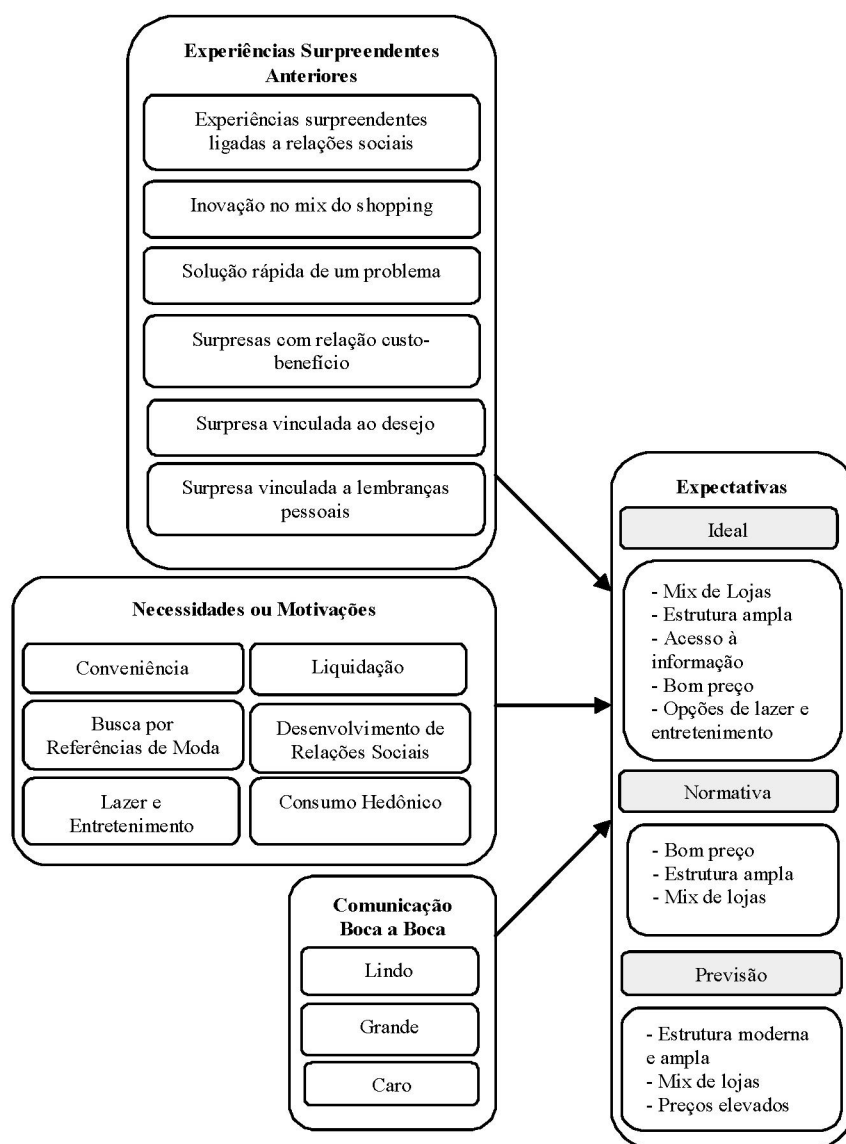 Experiências Surpreendentes
Anteriores
Experiências surpreendentes
ligadas a relações sociais
Inovação no mix do shopping
Solução rápida de um problema
Surpresas com relação custo-
benefício
Surpresa vinculada ao desejo
Surpresa vinculada a lembranças
pessoais
Necessidades ou Motivações
Conveniência
Liquidação
Busca por
Referências de Moda
Desenvolvimento de
Relações Sociais
Lazer e
Entretenimento
Consumo Hedônico
Comunicação
Boca a Boca
Lindo
Grande
Caro
Expectativas
Ideal
- Mix de Lojas
- Estrutura ampla
- Acesso à
informação
- Bom preço
- Opções de lazer e
entretenimento
Normativa
- Bom preço
- Estrutura ampla
- Mix de lojas
Previsão
- Estrutura moderna
e ampla
- Mix de lojas
- Preços elevados